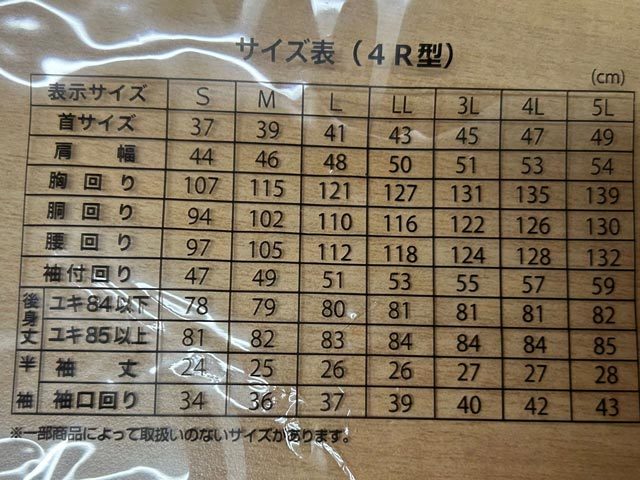 サイズ表（4R型）
(cm)
表示サイズ S M L LL 3L 4L 5L
首サイズ 37 39 41 43 45 47 49
肩幅 44 46 48 50 51 53 54
胸回り 107 115 121 127 131 135 139
胴回り 94 102 110 116 122 126 130
腰回り 97 105 112 118 124 128 132
袖付回り 47 49 51 53 55 57 59
後身丈 ユキ84以下 78 79 80 81 81 81 82
ユキ85以上 81 82 83 84 84 84 85
半袖 袖丈 24 25 26 26 27 27 28
袖口回り 34 36 37 39 40 42 43
※一部商品によって取扱いのないサイズがあります。